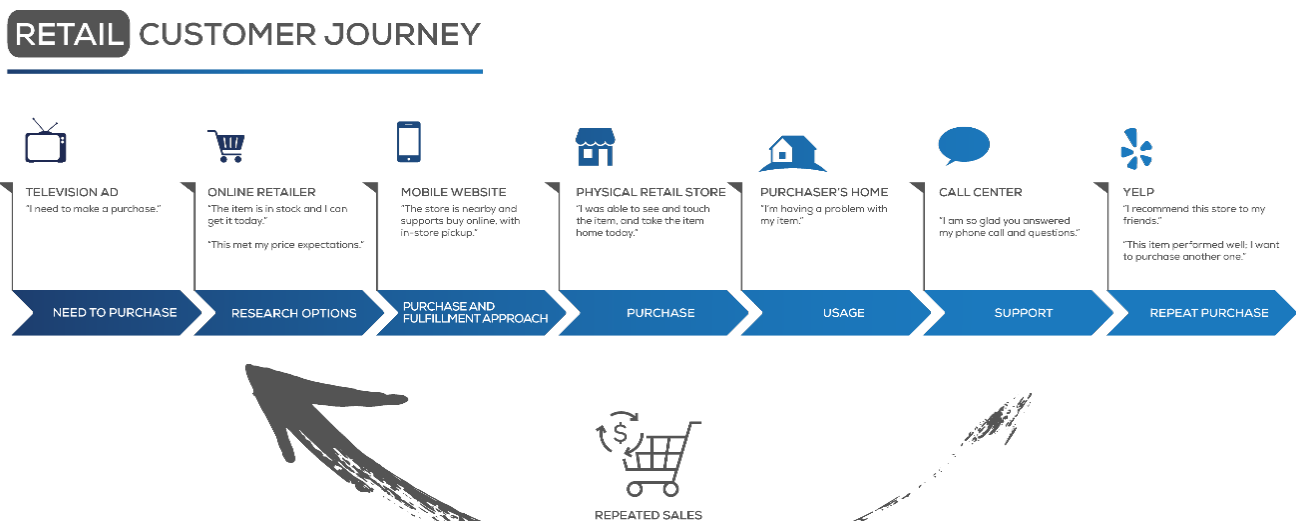 RETAIL CUSTOMER JOURNEY
TELEVISION AD
"I need to make a purchase."
NEED TO PURCHASE
ONLINE RETAILER
"The item is in stock and I can
get it today."
"This met my price expectations."
RESEARCH OPTIONS
MOBILE WEBSITE
"The store is nearby and
supports buy online, with
in-store pickup."
PURCHASE AND
FULFILLMENT APPROACH
PHYSICAL RETAIL STORE
"I was able to see and touch
the item, and take the item
home today."
PURCHASE
PURCHASER'S HOME
"I'm having a problem with
my item."
USAGE
CALL CENTER
"I am so glad you answered
my phone call and questions."
SUPPORT
YELP
"I recommend this store to my
friends."
"This item performed well; I want
to purchase another one."
REPEAT PURCHASE
$
REPEATED SALES